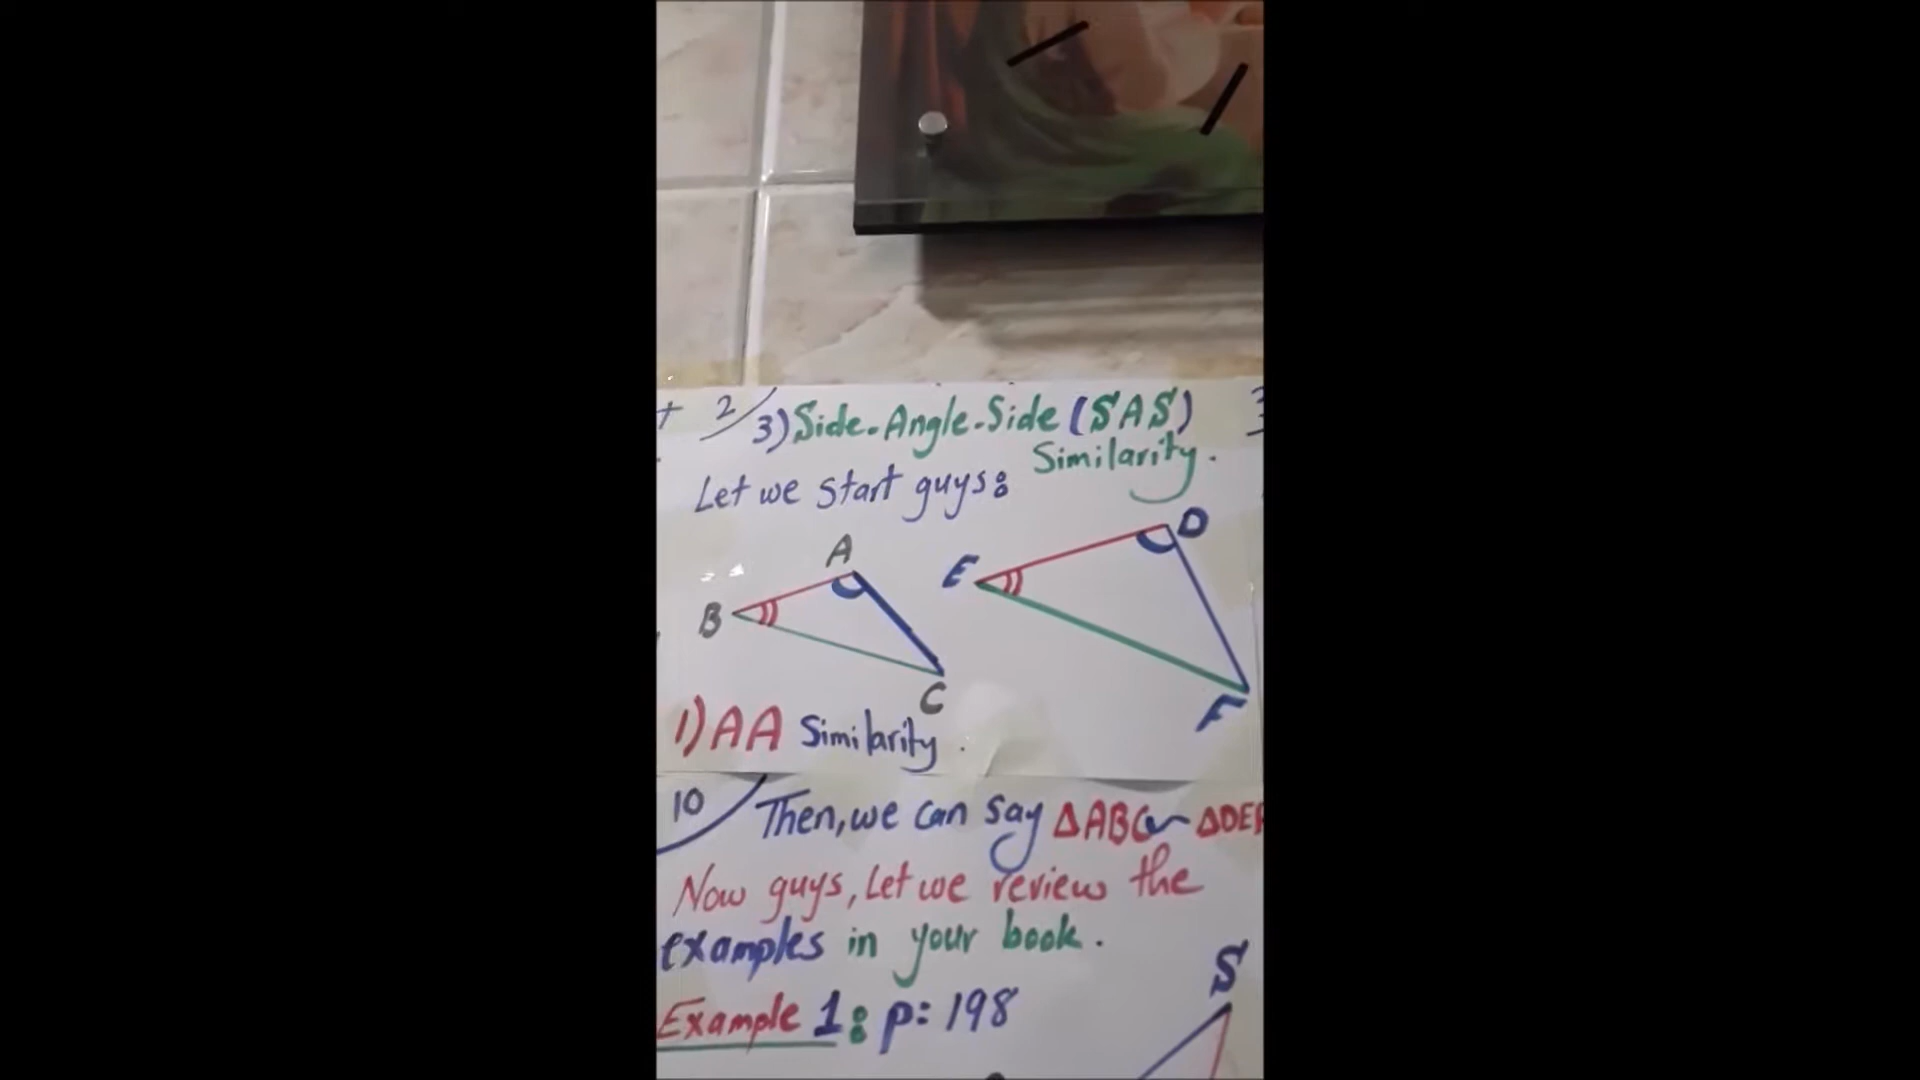 2 3) Side-Angle-Side (SAS)
Similarity.
Let we start guys:
A
B
C
E
D
F
1) AA Similarity.
10 Then, we can say ΔABC ~ ΔDEF
Now guys, Let we review the
examples in your book.
S
Example 1: p: 198